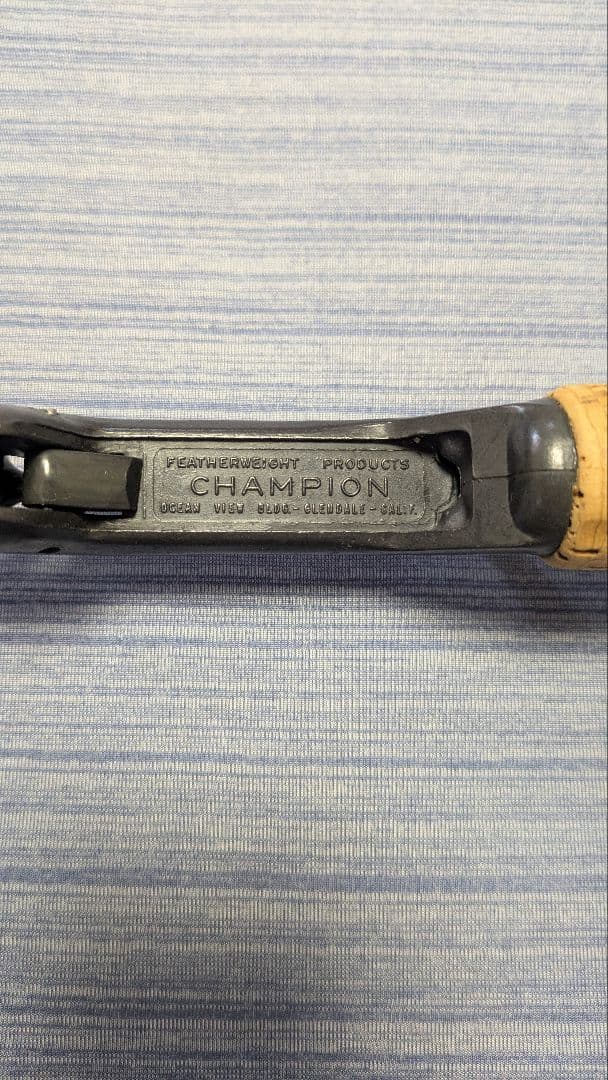 FEATHERWEIGHT PRODUCTS
CHAMPION
OCEAN VIEW BLDG.-GLENDALE-CALIF.